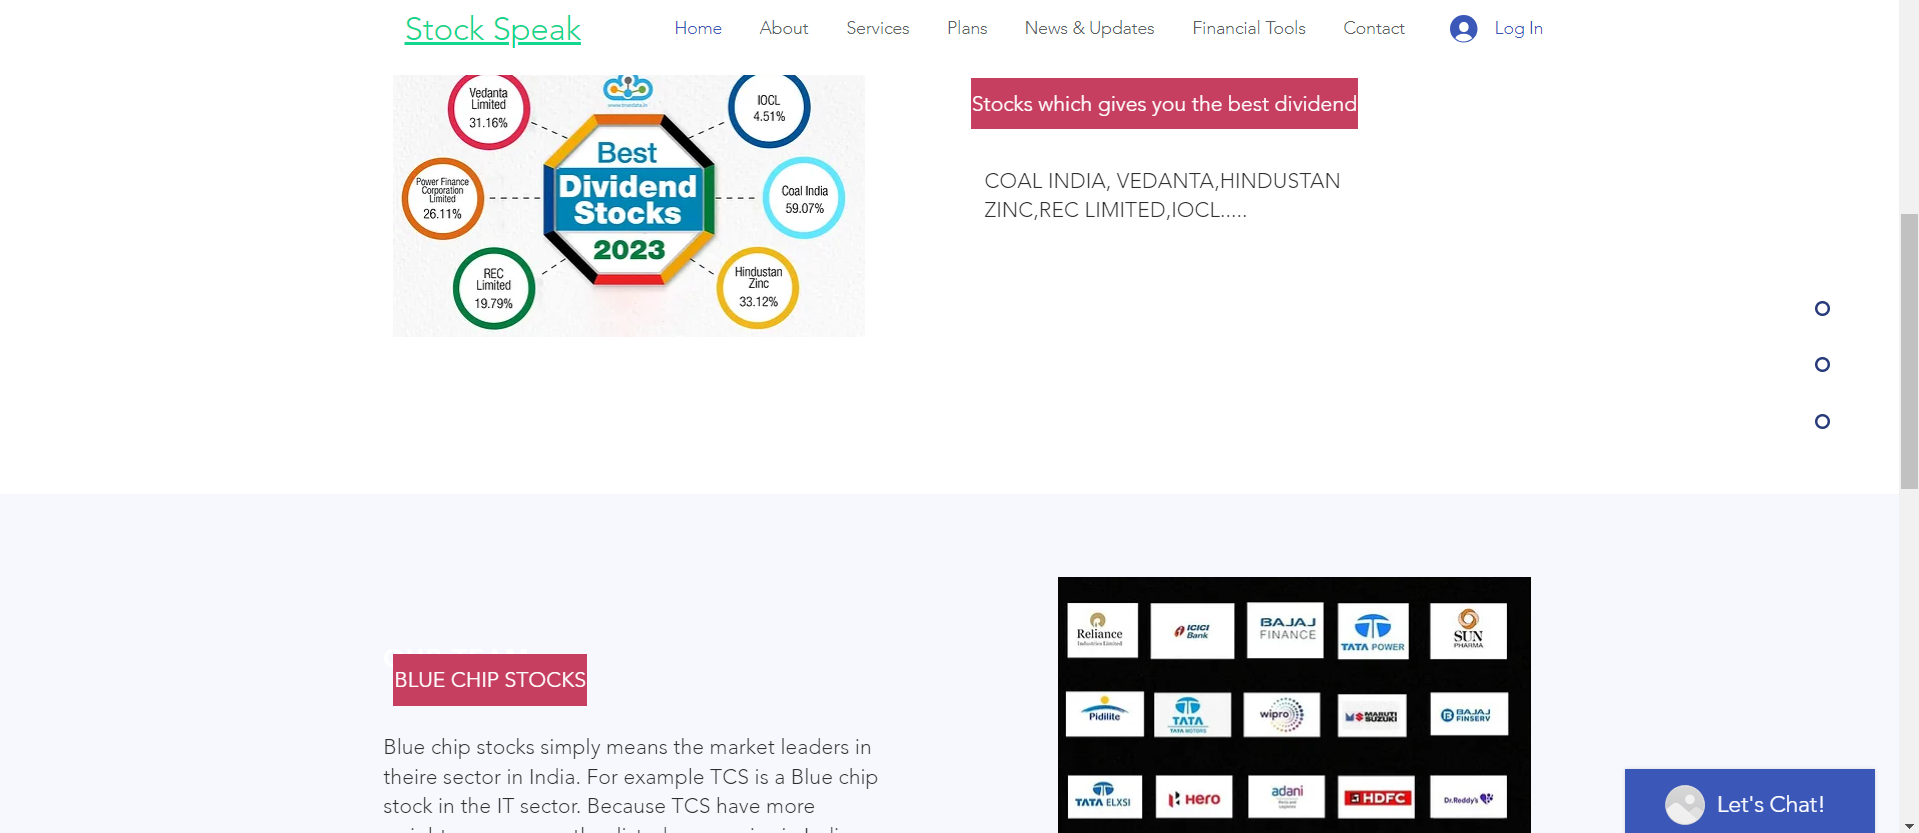 Stock Speak
Home About Services Plans News & Updates Financial Tools Contact Log In
Vedanta
Limited
31.16%
IOCL
4.51%
Power Finance
Corporation
Limited
26.11%
Best
Dividend
Stocks
2023
Coal India
59.07%
REC
Limited
19.79%
Hindustan
Zinc
33.12%
Stocks which gives you the best dividend
COAL INDIA, VEDANTA,HINDUSTAN
ZINC,REC LIMITED,IOCL.....
BLUE CHIP STOCKS
Blue chip stocks simply means the market leaders in
theire sector in India. For example TCS is a Blue chip
stock in the IT sector. Because TCS have more
Reliance
Industries Limited
ICICI
Bank
BAJAJ
FINANCE
TATA POWER
SUN
PHARMA
Pidilite
TATA
TATA MOTORS
wipro
MARUTI
SUZUKI
BAJAJ
FINSERV
TATA ELXSI
Hero
adani
HDFC
Dr.Reddy's
Let's Chat!